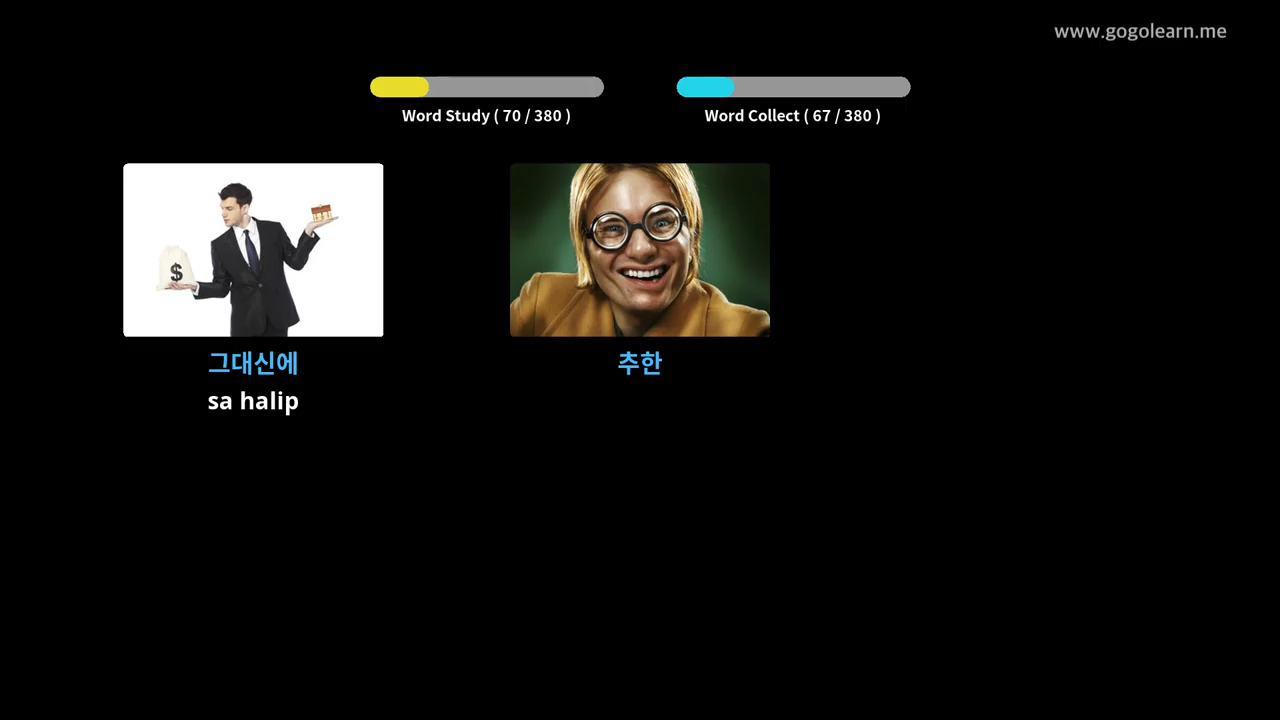 www.gogolearn.me
Word Study ( 70 / 380 )
Word Collect ( 67 / 380 )
$
그대신에
sa halip
추한